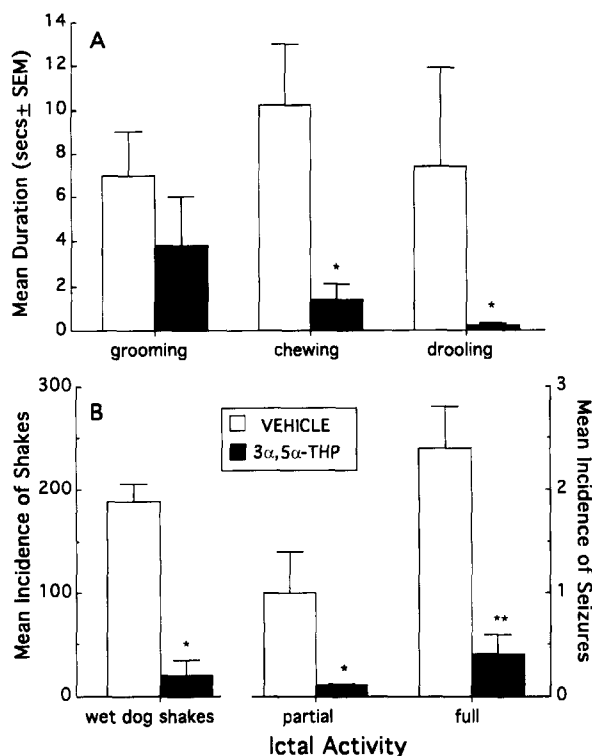 A
Mean Duration (secs± SEM)
14
12
10
8
6
4
2
0
*
*
grooming chewing drooling
B
Mean Incidence of Shakes
300
200
100
0
VEHICLE
3α,5α-THP
*
*
**
3
2
1
0
Mean Incidence of Seizures
wet dog shakes partial full
Ictal Activity